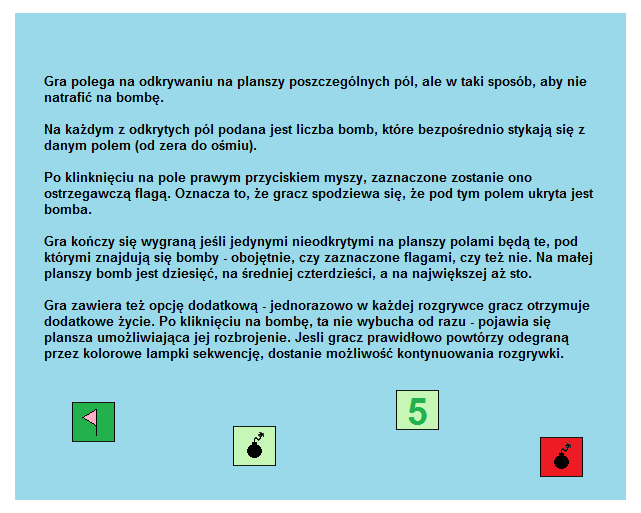 Gra polega na odkrywaniu na planszy poszczególnych pól, ale w taki sposób, aby nie
natrafić na bombę.
Na każdym z odkrytych pól podana jest liczba bomb, które bezpośrednio stykają się z
danym polem (od zera do ośmiu).
Po klinknięciu na pole prawym przyciskiem myszy, zaznaczone zostanie ono
ostrzegawczą flagą. Oznacza to, że gracz spodziewa się, że pod tym polem ukryta jest
bomba.
Gra kończy się wygraną jeśli jedynymi nieodkrytymi na planszy polami będą te, pod
którymi znajdują się bomby - obojętnie, czy zaznaczone flagami, czy też nie. Na małej
planszy bomb jest dziesięć, na średniej czterdzieści, a na największej aż sto.
Gra zawiera też opcję dodatkową - jednorazowo w każdej rozgrywce gracz otrzymuje
dodatkowe życie. Po kliknięciu na bombę, ta nie wybucha od razu - pojawia się
plansza umożliwiająca jej rozbrojenie. Jesli gracz prawidłowo powtórzy odegraną
przez kolorowe lampki sekwencję, dostanie możliwość kontynuowania rozgrywki.
5